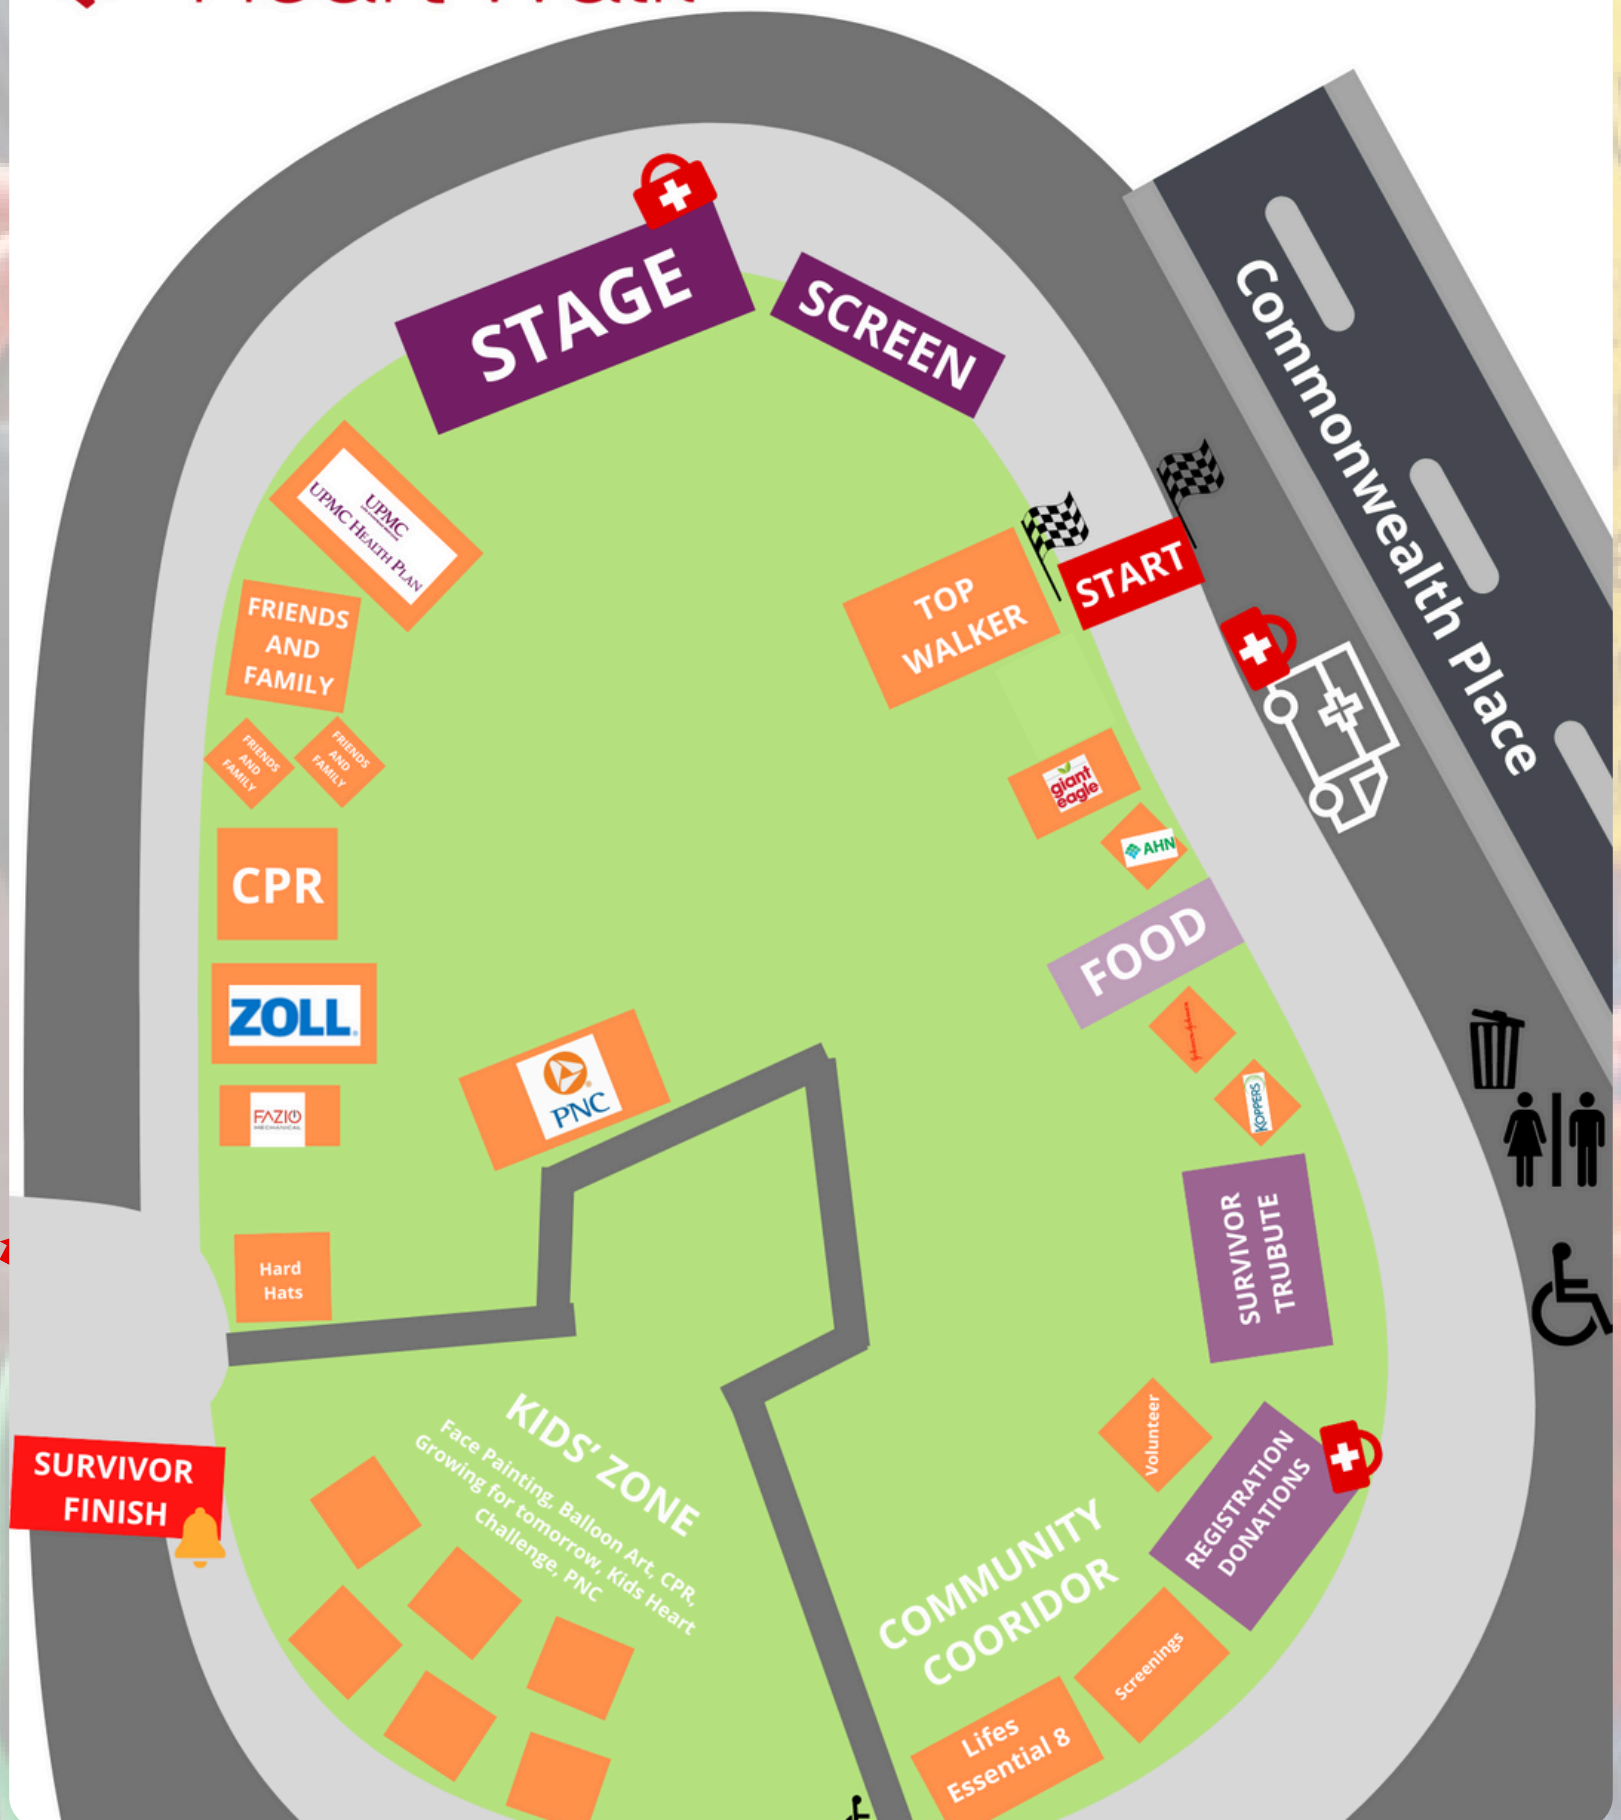 Heart Walk
STAGE
SCREEN
Commonwealth Place
UPMC
UPMC HEALTH PLAN
START
TOP
WALKER
FRIENDS
AND
FAMILY
FRIENDS
AND
FAMILY
FRIENDS
AND
FAMILY
giant
eagle
AHN
CPR
FOOD
ZOLL
PNC
FAZIO
MECHANICAL
KOPPERS
SURVIVOR
TRUBUTE
Hard
Hats
KIDS' ZONE
Face Painting, Balloon Art, CPR,
Growing for tomorrow, Kids Heart
Challenge, PNC
SURVIVOR
FINISH
Volunteer
REGISTRATION
DONATIONS
COMMUNITY
COORIDOR
Screenings
Lifes
Essential 8